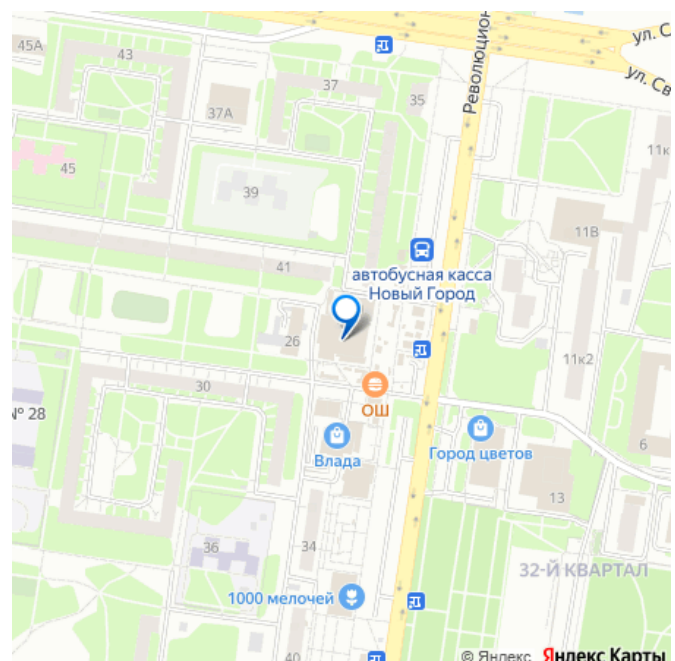 45А
43
37
35
37А
45
39
41
Революцион
ул. С
ул. Св
11к
11В
автобусная касса
Новый Город
26
30
11к2
№ 28
ОШ
Влада
Город цветов
6
13
36
34
32-Й КВАРТАЛ
1000 мелочей
40
© Яндекс Яндекс Карты